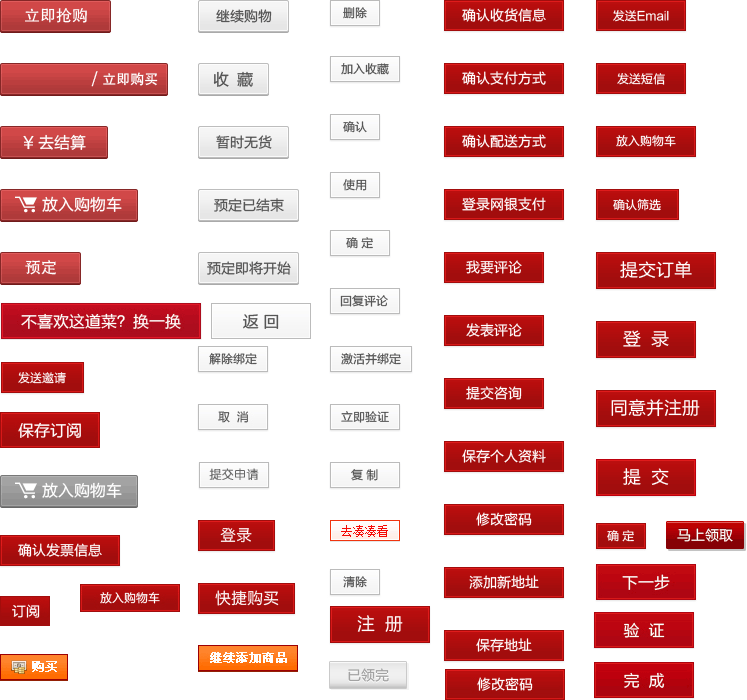 立即抢购
/ 立即购买
¥ 去结算
放入购物车
预定
不喜欢这道菜？换一换
发送邀请
保存订阅
放入购物车
确认发票信息
订阅
放入购物车
购买
继续购物
收 藏
暂时无货
预定已结束
预定即将开始
返 回
解除绑定
取 消
提交申请
登录
快捷购买
继续添加商品
删除
加入收藏
确认
使用
确 定
回复评论
激活并绑定
立即验证
复 制
去凑凑看
清除
注 册
已领完
确认收货信息
确认支付方式
确认配送方式
登录网银支付
我要评论
发表评论
提交咨询
保存个人资料
修改密码
添加新地址
保存地址
修改密码
发送Email
发送短信
放入购物车
确认筛选
提交订单
登 录
同意并注册
提 交
确 定
马上领取
下一步
验 证
完 成